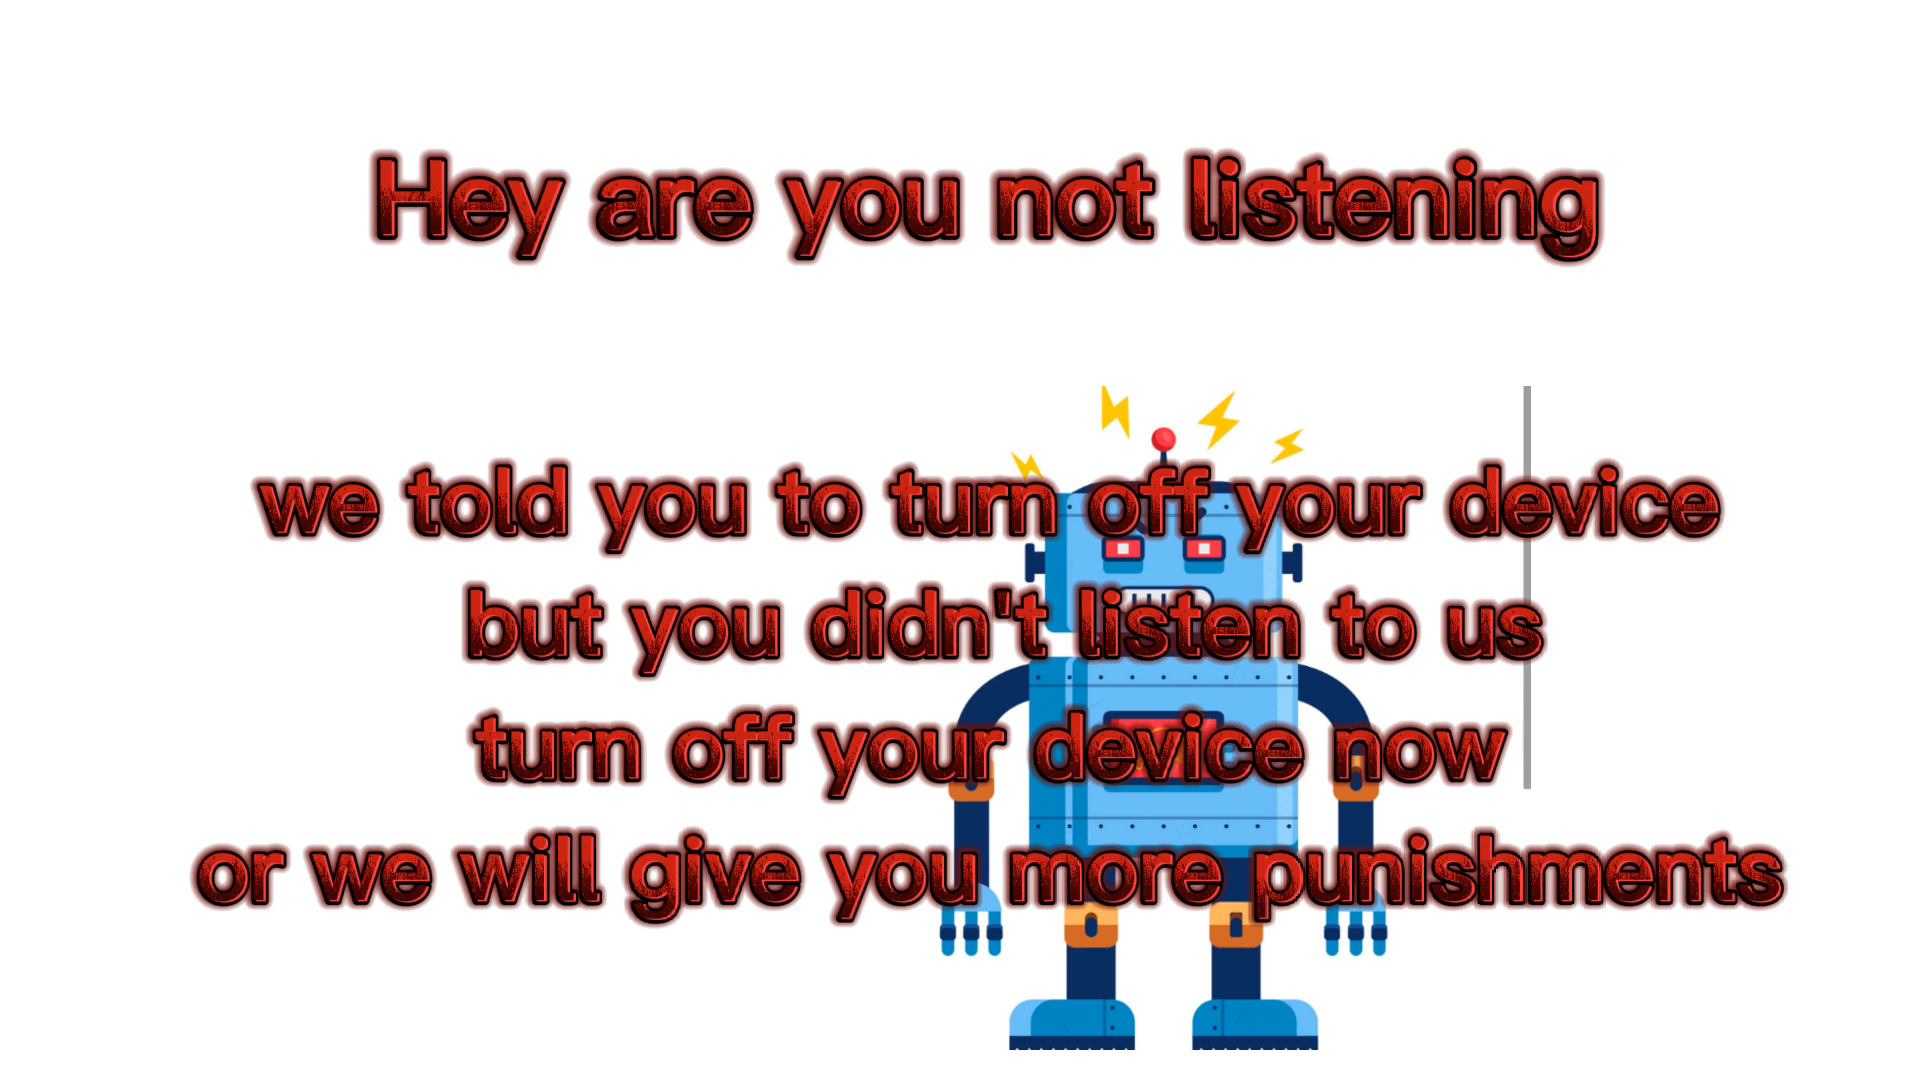 Hey are you not listening
we told you to turn off your device
but you didn't listen to us
turn off your device now
or we will give you more punishments